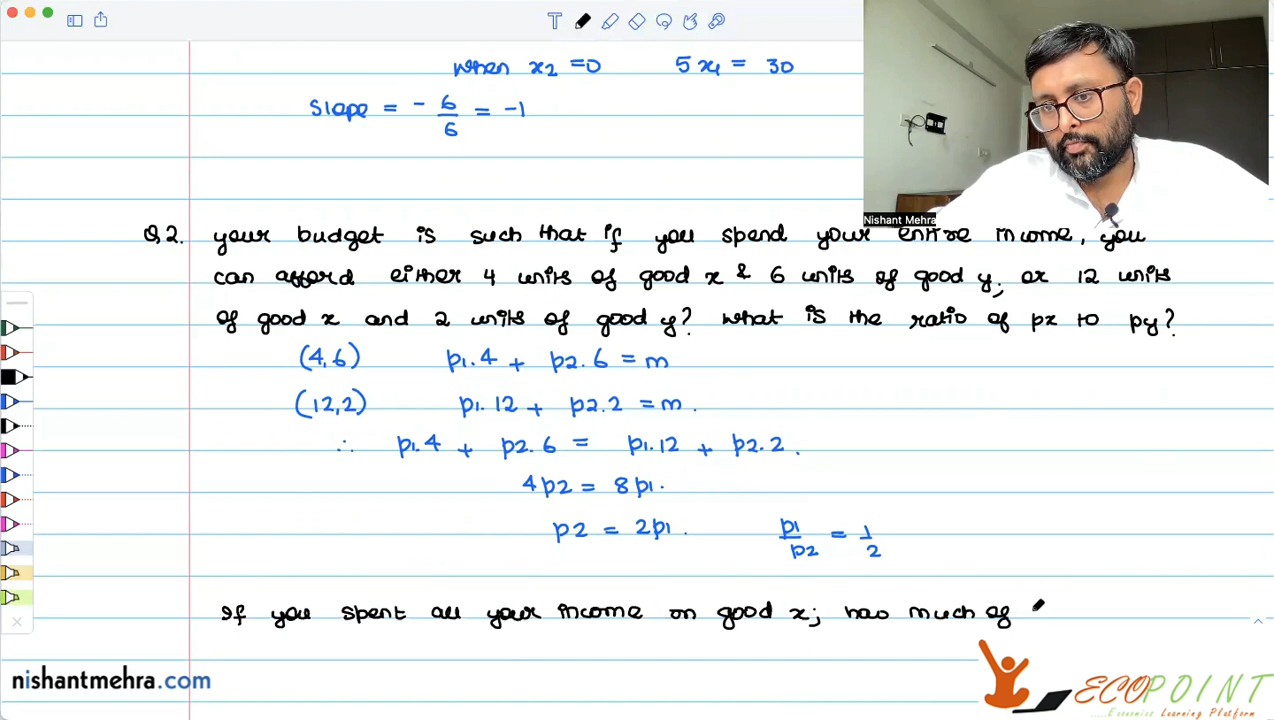 when x2 = 0 5x1 = 30
Slope = - 6/6 = -1
Nishant Mehra
Q2. your budget is such that if you spend your entire income, you
can afford either 4 units of good x & 6 units of good y, or 12 units
of good x and 2 units of good y? what is the ratio of px to py?
(4,6) p1.4 + p2.6 = m
(12,2) p1.12 + p2.2 = m.
∴ p1.4 + p2.6 = p1.12 + p2.2.
4p2 = 8p1.
p2 = 2p1. p1/p2 = 1/2
If you spent all your income on good x; how much of
nishantmehra.com
ECOPOINT
.....Economics Learning Platform